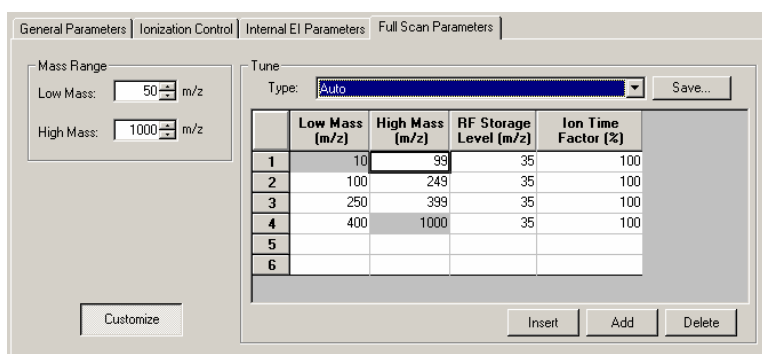 General Parameters Ionization Control Internal EI Parameters Full Scan Parameters
Mass Range
Low Mass: 50 m/z
High Mass: 1000 m/z
Tune
Type: Auto Save...
Low Mass (m/z) High Mass (m/z) RF Storage Level (m/z) Ion Time Factor (%)
1 10 99 35 100
2 100 249 35 100
3 250 399 35 100
4 400 1000 35 100
5
6
Customize Insert Add Delete